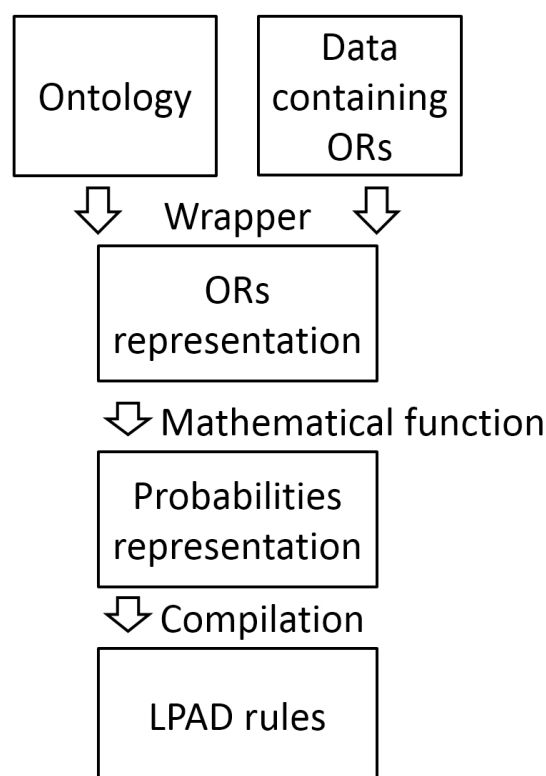 Ontology
Data
containing
ORs
Wrapper
ORs
representation
Mathematical function
Probabilities
representation
Compilation
LPAD rules